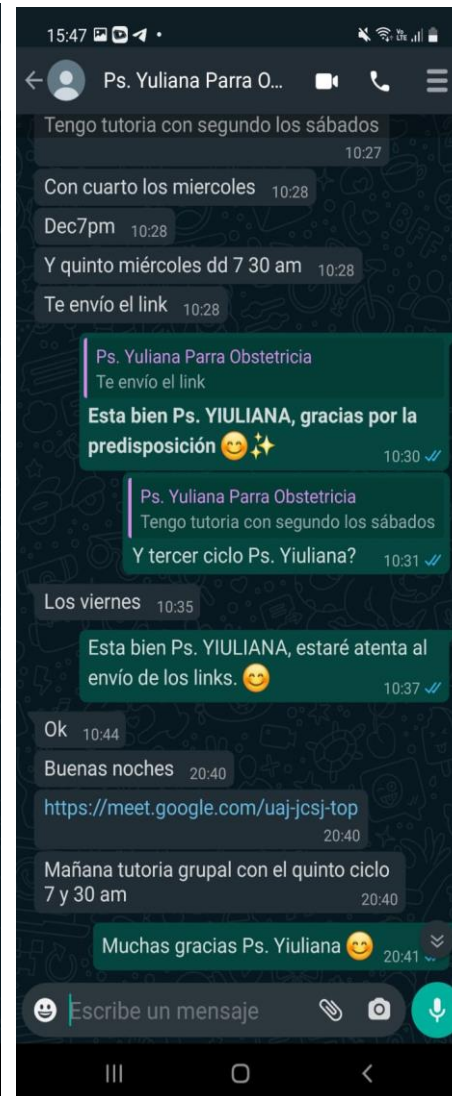 15:47
Ps. Yuliana Parra O...
Tengo tutoria con segundo los sábados
10:27
Con cuarto los miercoles 10:28
Dec7pm 10:28
Y quinto miércoles dd 7 30 am 10:28
Te envío el link 10:28
Ps. Yuliana Parra Obstetricia
Te envío el link
Esta bien Ps. YIULIANA, gracias por la
predisposición 😊✨
10:30
Ps. Yuliana Parra Obstetricia
Tengo tutoria con segundo los sábados
Y tercer ciclo Ps. Yiuliana? 10:31
Los viernes 10:35
Esta bien Ps. YIULIANA, estaré atenta al
envío de los links. 😊
10:37
Ok 10:44
Buenas noches 20:40
https://meet.google.com/uaj-jcsj-top
20:40
Mañana tutoria grupal con el quinto ciclo
7 y 30 am 20:40
Muchas gracias Ps. Yiuliana 😊 20:41
Escribe un mensaje